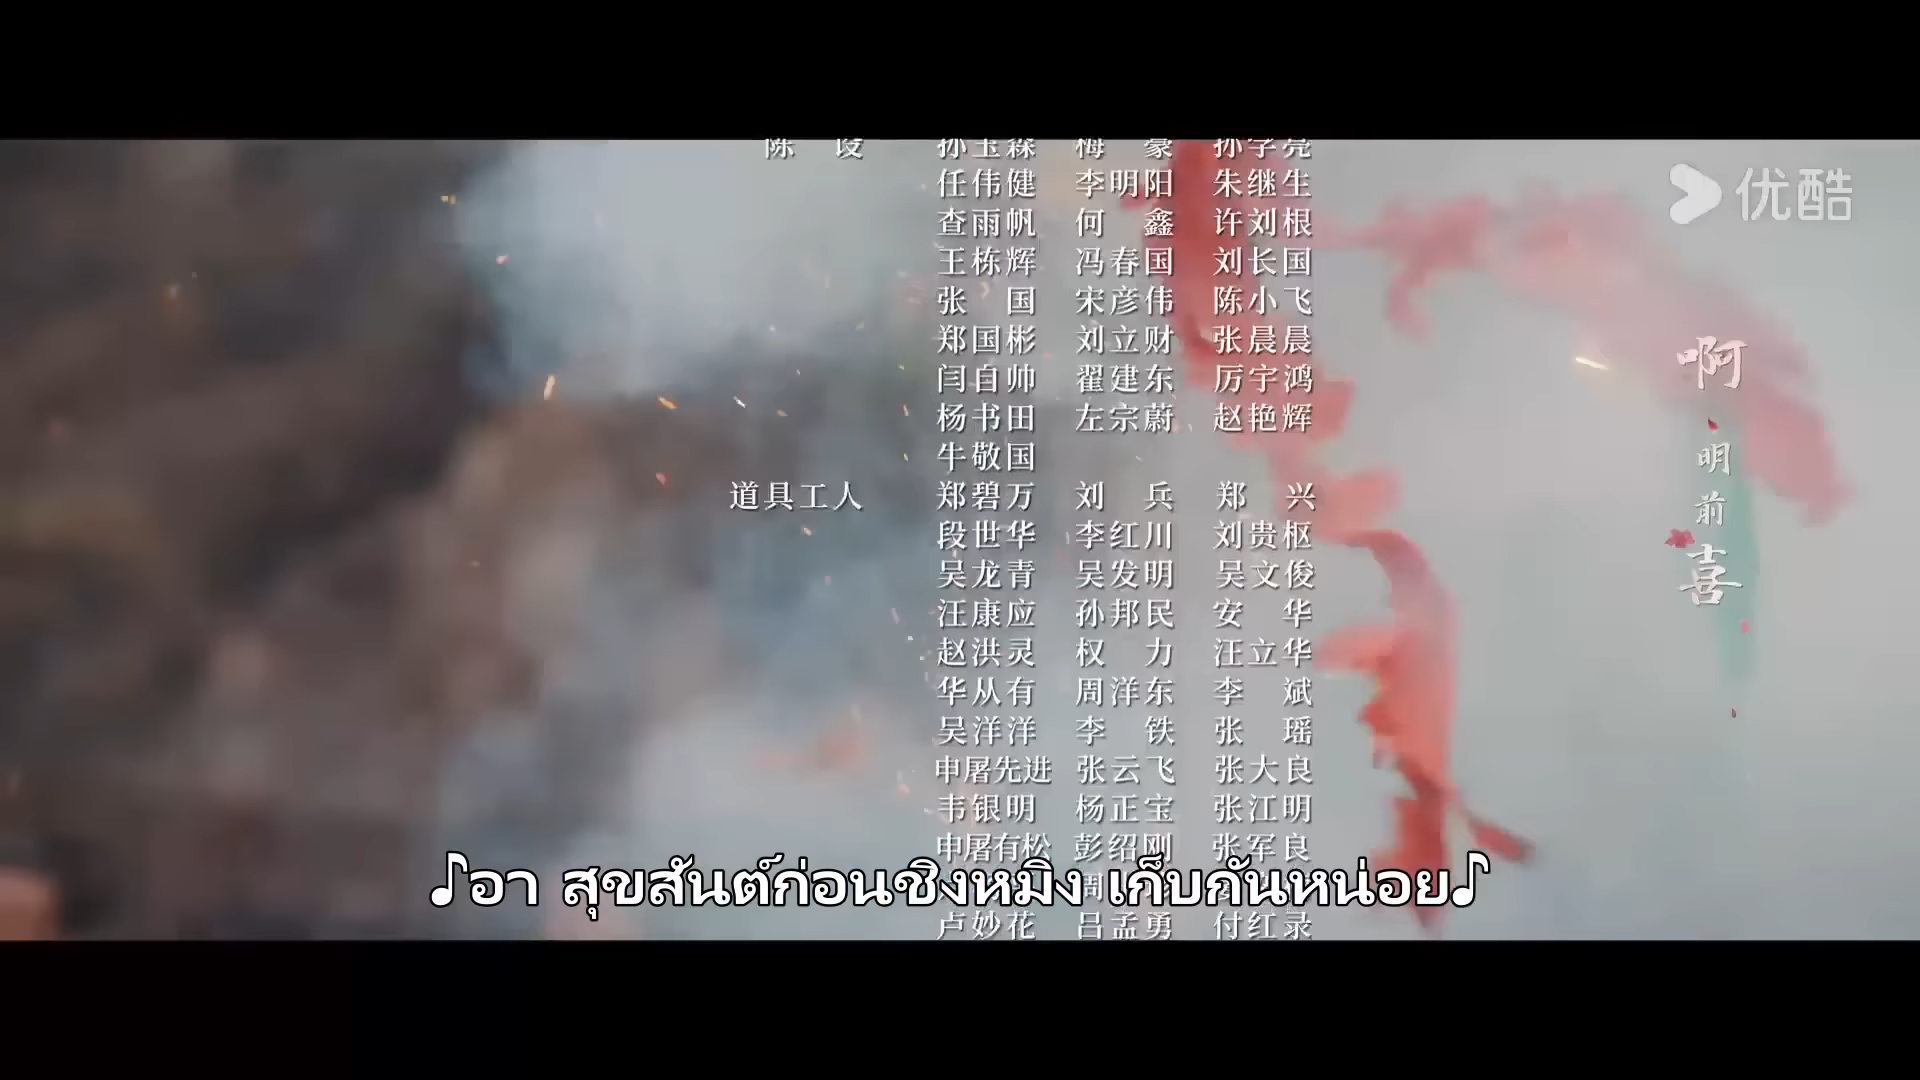 优酷
陈 设 孙玉森 梅 豪 孙学亮
任伟健 李明阳 朱继生
查雨帆 何 鑫 许刘根
王栋辉 冯春国 刘长国
张 国 宋彦伟 陈小飞
郑国彬 刘立财 张晨晨
闫自帅 翟建东 厉宇鸿
杨书田 左宗蔚 赵艳辉
牛敬国
道具工人 郑碧万 刘 兵 郑 兴
段世华 李红川 刘贵枢
吴龙青 吴发明 吴文俊
汪康应 孙邦民 安 华
赵洪灵 权 力 汪立华
华从有 周洋东 李 斌
吴洋洋 李 铁 张 瑶
申屠先进 张云飞 张大良
韦银明 杨正宝 张江明
申屠有松 彭绍刚 张军良
卢妙花 吕孟勇 付红录
啊
明
前
喜
♪อา สุขสันต์ก่อนชิงหมิง เก็บกันหน่อย♪